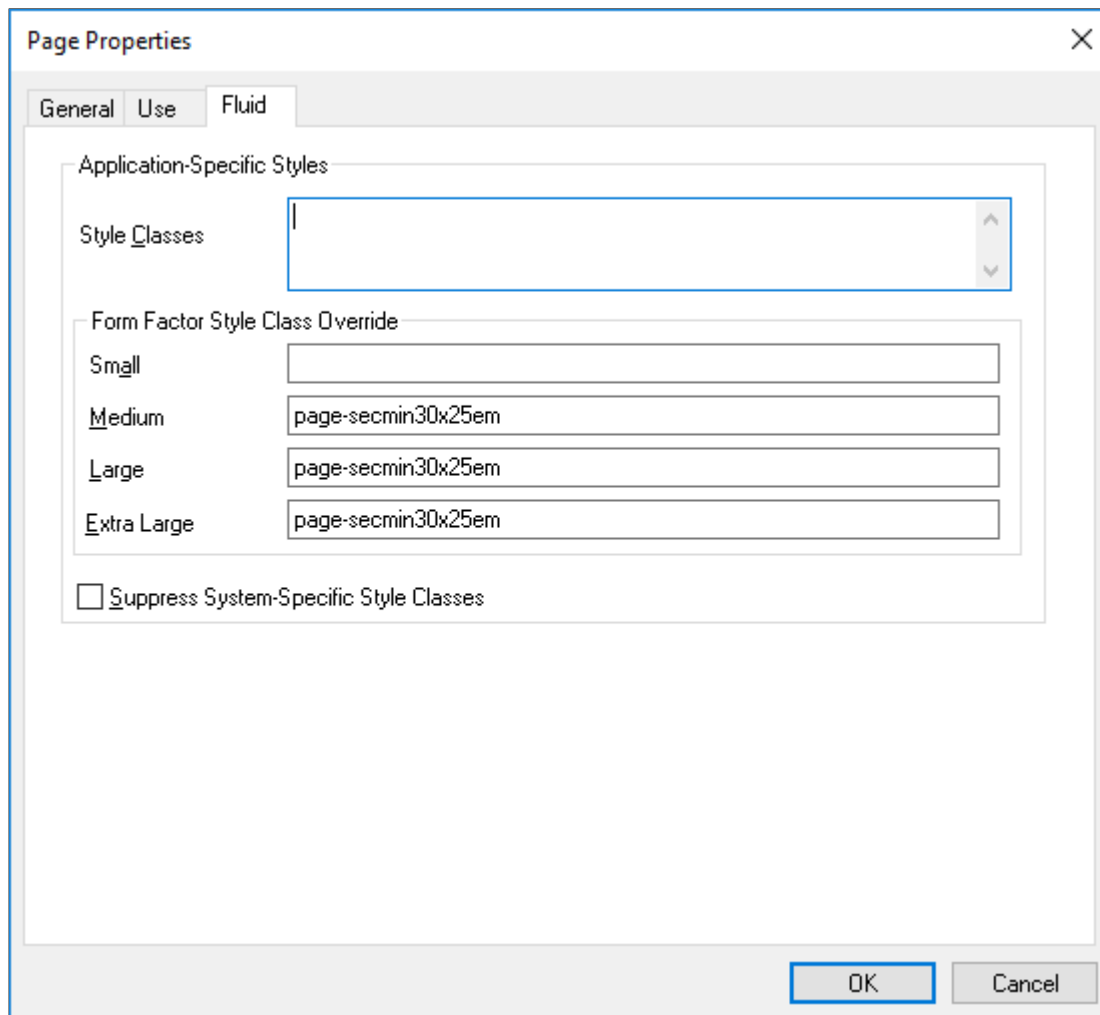 Page Properties
General Use Fluid
Application-Specific Styles
Style Classes
Form Factor Style Class Override
Small
Medium page-secmin30x25em
Large page-secmin30x25em
Extra Large page-secmin30x25em
Suppress System-Specific Style Classes
OK Cancel